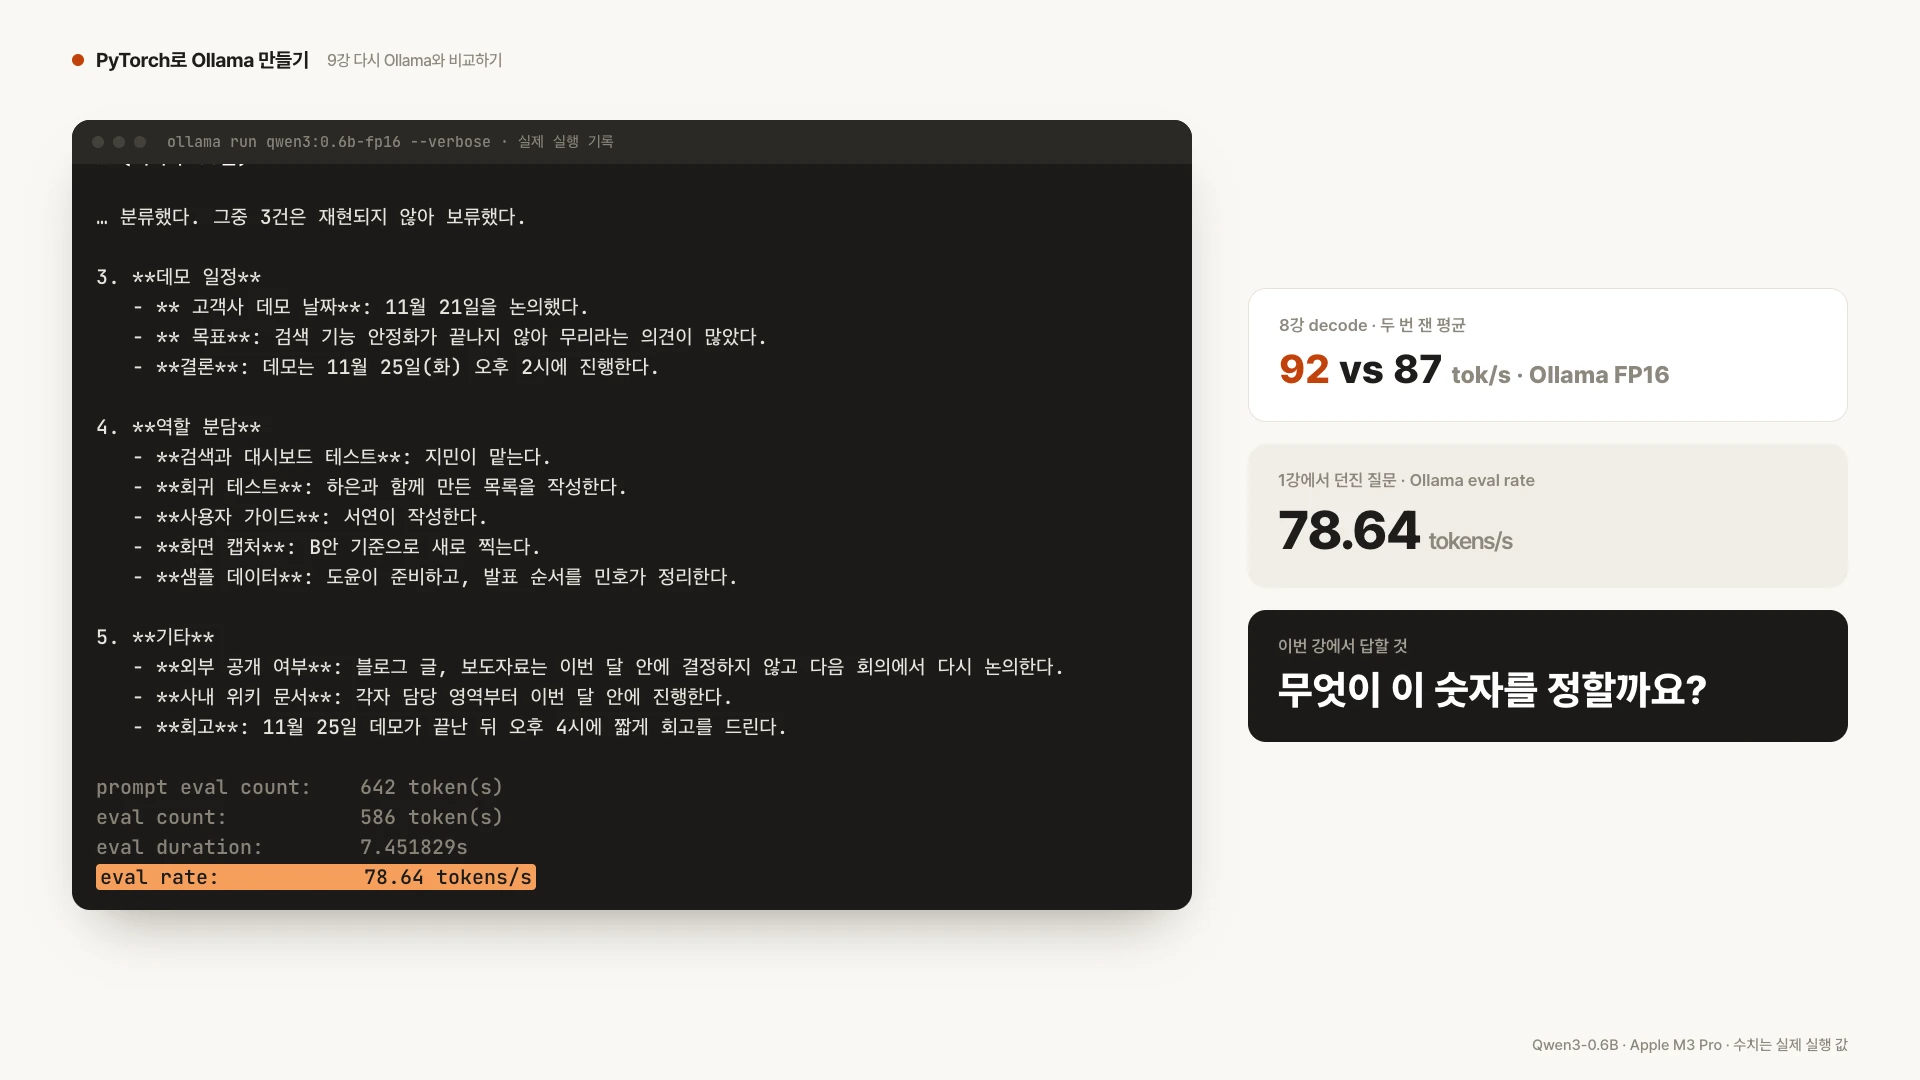 PyTorch로 Ollama 만들기 9강 다시 Ollama와 비교하기
ollama run qwen3:0.6b-fp16 --verbose · 실제 실행 기록
… 분류했다. 그중 3건은 재현되지 않아 보류했다.
3. **데모 일정**
- ** 고객사 데모 날짜**: 11월 21일을 논의했다.
- ** 목표**: 검색 기능 안정화가 끝나지 않아 무리라는 의견이 많았다.
- **결론**: 데모는 11월 25일(화) 오후 2시에 진행한다.
4. **역할 분담**
- **검색과 대시보드 테스트**: 지민이 맡는다.
- **회귀 테스트**: 하은과 함께 만든 목록을 작성한다.
- **사용자 가이드**: 서연이 작성한다.
- **화면 캡처**: B안 기준으로 새로 찍는다.
- **샘플 데이터**: 도윤이 준비하고, 발표 순서를 민호가 정리한다.
5. **기타**
- **외부 공개 여부**: 블로그 글, 보도자료는 이번 달 안에 결정하지 않고 다음 회의에서 다시 논의한다.
- **사내 위키 문서**: 각자 담당 영역부터 이번 달 안에 진행한다.
- **회고**: 11월 25일 데모가 끝난 뒤 오후 4시에 짧게 회고를 드린다.
prompt eval count: 642 token(s)
eval count: 586 token(s)
eval duration: 7.451829s
eval rate: 78.64 tokens/s
8강 decode · 두 번 잰 평균
92 vs 87 tok/s · Ollama FP16
1강에서 던진 질문 · Ollama eval rate
78.64 tokens/s
이번 강에서 답할 것
무엇이 이 숫자를 정할까요?
Qwen3-0.6B · Apple M3 Pro · 수치는 실제 실행 값